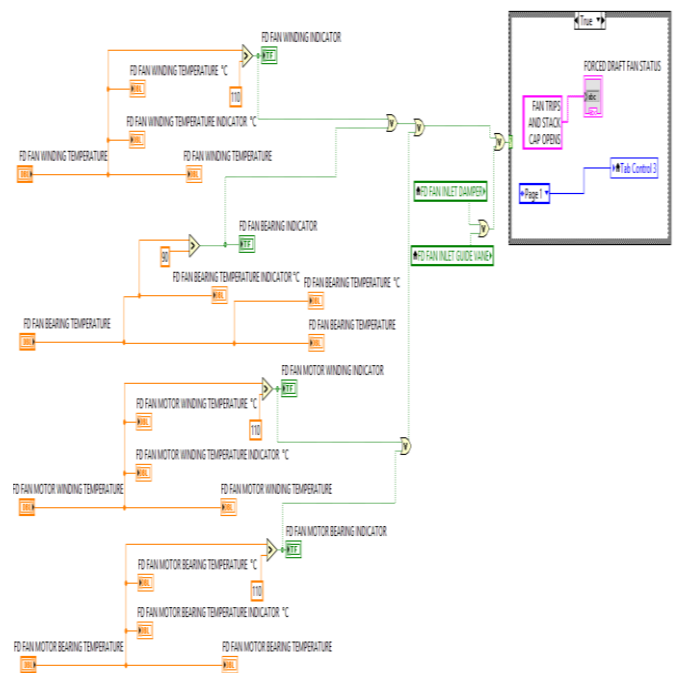 FD FAN WINDING INDICATOR
TF
True
FD FAN WINDING TEMPERATURE °C
DBL
110
FORCED DRAFT FAN STATUS
abc
FAN TRIPS
AND STACK
CAP OPENS
FD FAN WINDING TEMPERATURE INDICATOR °C
DBL
FD FAN WINDING TEMPERATURE
DBL
FD FAN WINDING TEMPERATURE
DBL
Tab Control 3
Page 1
FD FAN INLET DAMPER
FD FAN INLET GUIDE VANE
FD FAN BEARING INDICATOR
TF
90
FD FAN BEARING TEMPERATURE INDICATOR °C
DBL
FD FAN BEARING TEMPERATURE °C
DBL
FD FAN BEARING TEMPERATURE
DBL
FD FAN BEARING TEMPERATURE
DBL
FD FAN MOTOR WINDING INDICATOR
TF
FD FAN MOTOR WINDING TEMPERATURE °C
DBL
110
FD FAN MOTOR WINDING TEMPERATURE INDICATOR °C
DBL
FD FAN MOTOR WINDING TEMPERATURE
DBL
FD FAN MOTOR WINDING TEMPERATURE
DBL
FD FAN MOTOR BEARING INDICATOR
TF
FD FAN MOTOR BEARING TEMPERATURE °C
DBL
110
FD FAN MOTOR BEARING TEMPERATURE INDICATOR °C
DBL
FD FAN MOTOR BEARING TEMPERATURE
DBL
FD FAN MOTOR BEARING TEMPERATURE
DBL